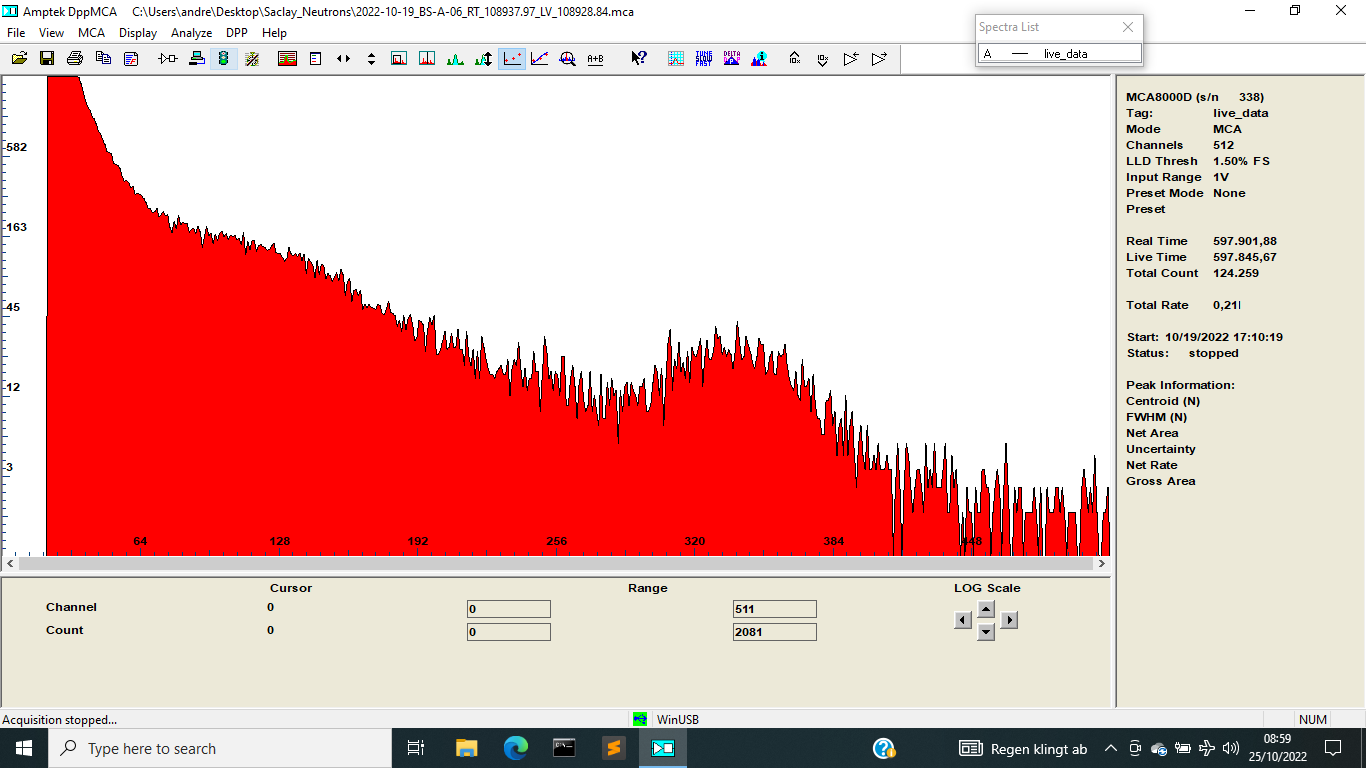 Amptek DppMCA C:\Users\andre\Desktop\Saclay_Neutrons\2022-10-19_BS-A-06_RT_108937.97_LV_108928.84.mca
File View MCA Display Analyze DPP Help
A+B
TUNE SLOW FAST
DELTA DPP MCA
Spectra List
A live_data
582
163
45
12
3
64 128 192 256 320 384 448
MCA8000D (s/n 338)
Tag: live_data
Mode MCA
Channels 512
LLD Thresh 1.50% FS
Input Range 1V
Preset Mode None
Preset
Real Time 597.901,88
Live Time 597.845,67
Total Count 124.259
Total Rate 0,21
Start: 10/19/2022 17:10:19
Status: stopped
Peak Information:
Centroid (N)
FWHM (N)
Net Area
Uncertainty
Net Rate
Gross Area
Cursor Range LOG Scale
Channel 0 0 511
Count 0 0 2081
Acquisition stopped... WinUSB NUM
Type here to search
Regen klingt ab
08:59
25/10/2022